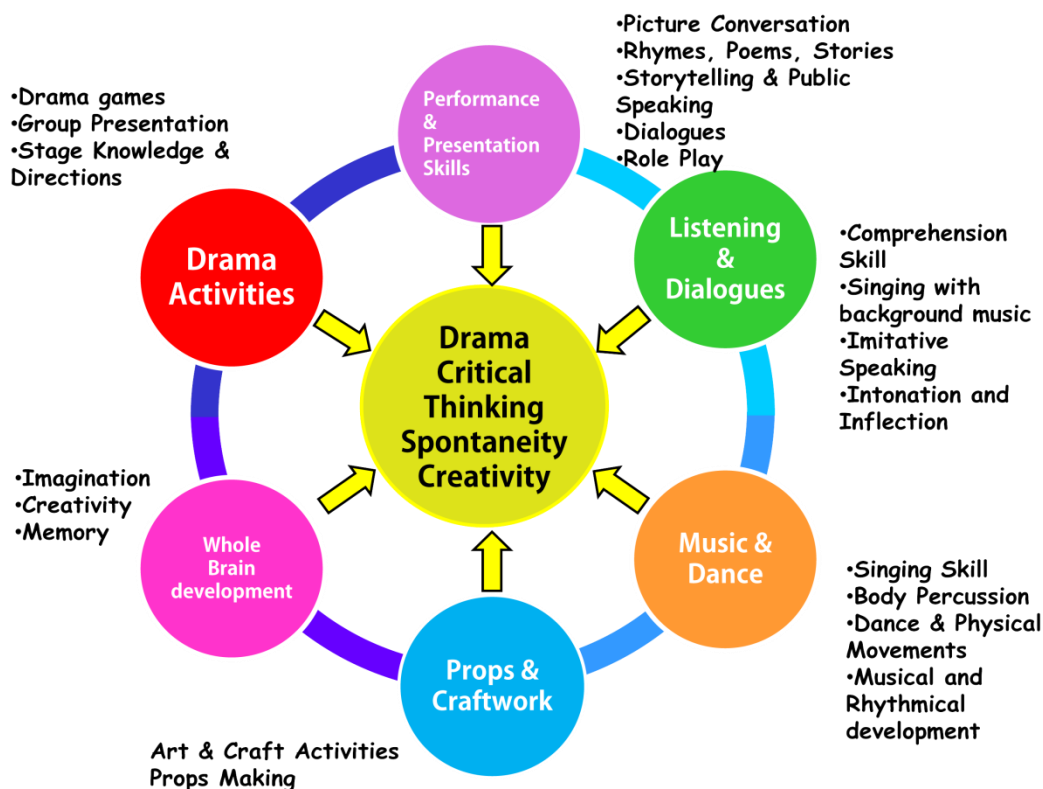 •Picture Conversation
•Rhymes, Poems, Stories
•Storytelling & Public
Speaking
•Dialogues
•Role Play
•Drama games
•Group Presentation
•Stage Knowledge &
Directions
Performance
&
Presentation
Skills
Drama
Activities
Listening
&
Dialogues
•Comprehension
Skill
•Singing with
background music
•Imitative
Speaking
•Intonation and
Inflection
Drama
Critical
Thinking
Spontaneity
Creativity
•Imagination
•Creativity
•Memory
Whole
Brain
development
Music &
Dance
•Singing Skill
•Body Percussion
•Dance & Physical
Movements
•Musical and
Rhythmical
development
Props &
Craftwork
Art & Craft Activities
Props Making